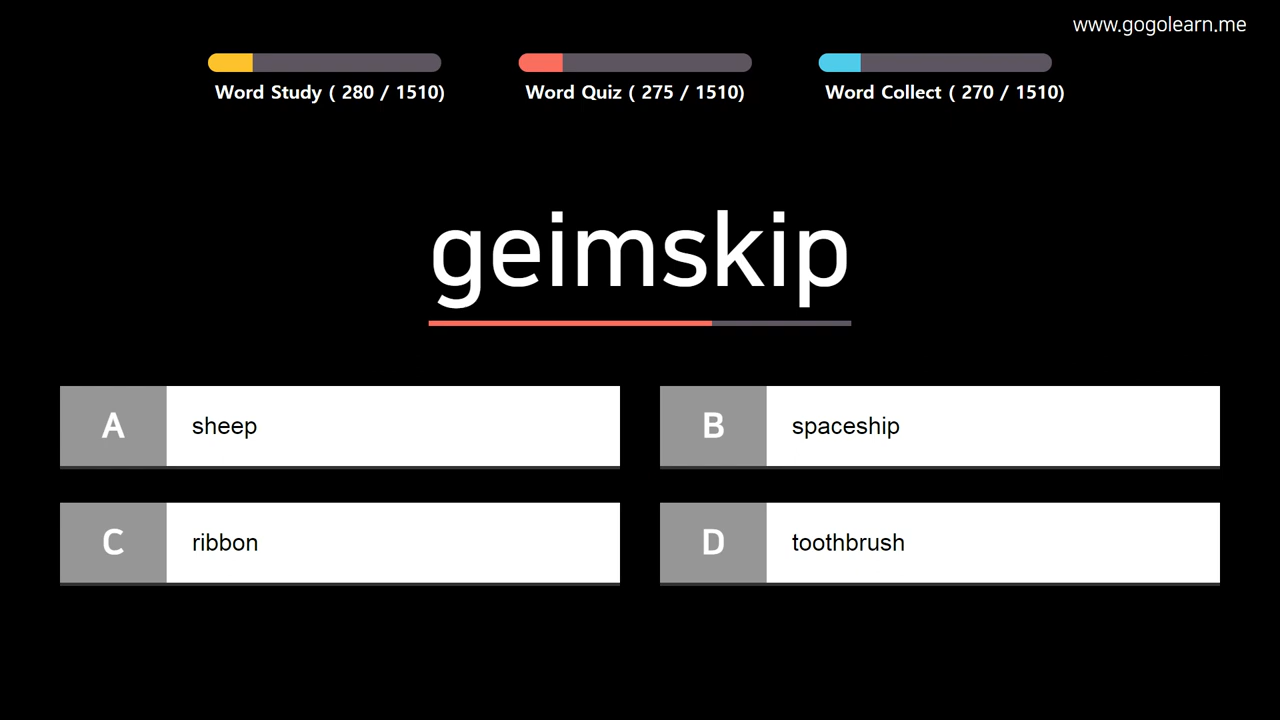 www.gogolearn.me
Word Study ( 280 / 1510)
Word Quiz ( 275 / 1510)
Word Collect ( 270 / 1510)
geimskip
A sheep
B spaceship
C ribbon
D toothbrush